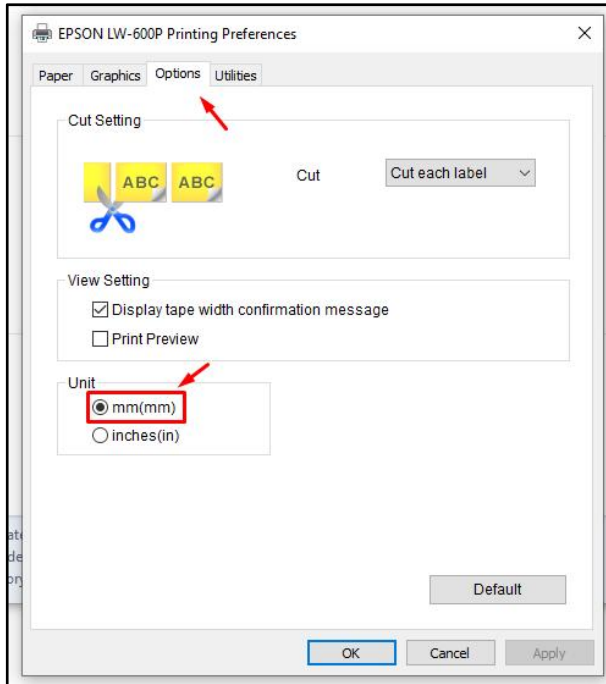 EPSON LW-600P Printing Preferences
Paper Graphics Options Utilities
Cut Setting
ABC ABC
Cut Cut each label
View Setting
Display tape width confirmation message
Print Preview
Unit
mm(mm)
inches(in)
Default
OK Cancel Apply